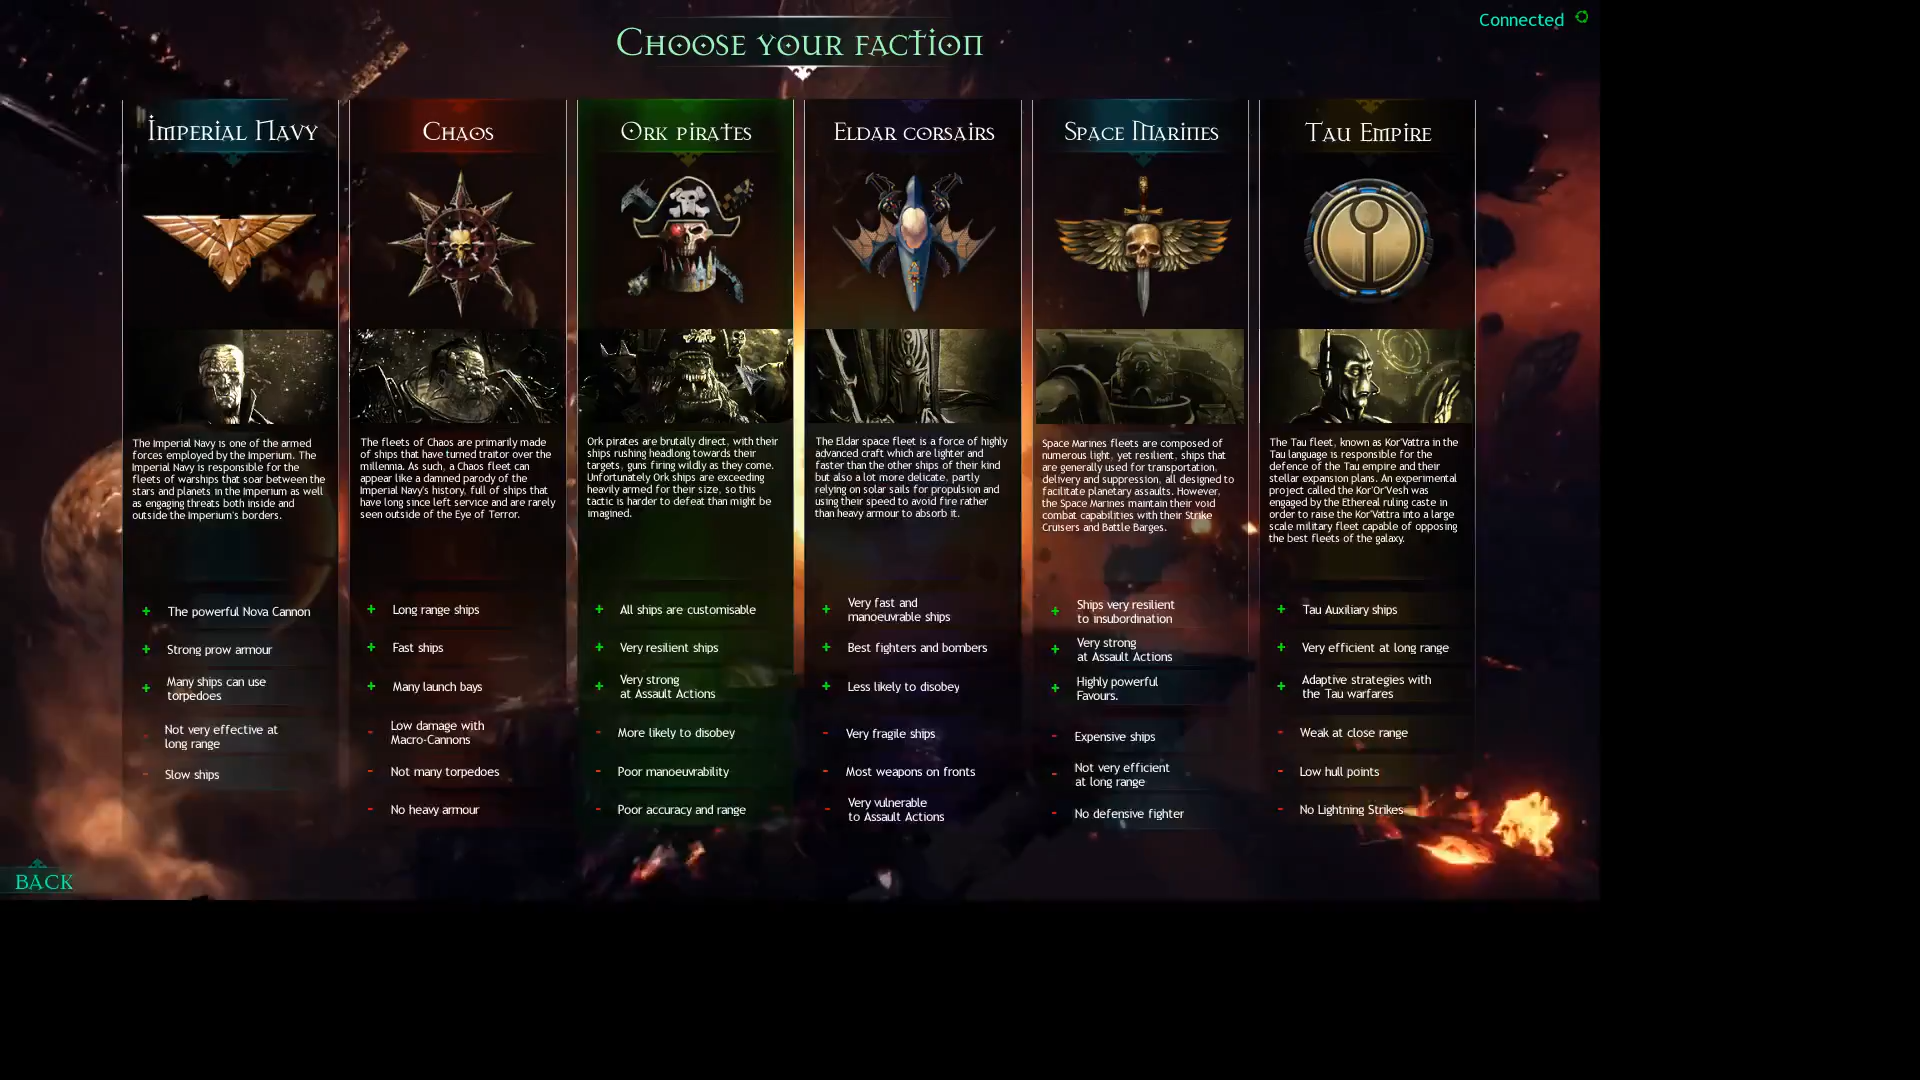 Connected
Choose your faction
Imperial Navy
The Imperial Navy is one of the armed
forces employed by the Imperium. The
Imperial Navy is responsible for the
fleets of warships that soar between the
stars and planets in the Imperium as well
as engaging threats both inside and
outside the Imperium's borders.
+ The powerful Nova Cannon
+ Strong prow armour
+ Many ships can use
torpedoes
- Not very effective at
long range
- Slow ships
Chaos
The fleets of Chaos are primarily made
of ships that have turned traitor over the
millennia. As such, a Chaos fleet can
appear like a damned parody of the
Imperial Navy's history, full of ships that
have long since left service and are rarely
seen outside of the Eye of Terror.
+ Long range ships
+ Fast ships
+ Many launch bays
- Low damage with
Macro-Cannons
- Not many torpedoes
- No heavy armour
Ork pirates
Ork pirates are brutally direct, with their
ships rushing headlong towards their
targets, guns firing wildly as they come.
Unfortunately Ork ships are exceeding
heavily armed for their size, so this
tactic is harder to defeat than might be
imagined.
+ All ships are customisable
+ Very resilient ships
+ Very strong
at Assault Actions
- More likely to disobey
- Poor manoeuvrability
- Poor accuracy and range
Eldar corsairs
The Eldar space fleet is a force of highly
advanced craft which are lighter and
faster than the other ships of their kind
but also a lot more delicate, partly
relying on solar sails for propulsion and
using their speed to avoid fire rather
than heavy armour to absorb it.
+ Very fast and
manoeuvrable ships
+ Best fighters and bombers
+ Less likely to disobey
- Very fragile ships
- Most weapons on fronts
- Very vulnerable
to Assault Actions
Space Marines
Space Marines fleets are composed of
numerous light, yet resilient, ships that
are generally used for transportation,
delivery and suppression, all designed to
facilitate planetary assaults. However,
the Space Marines maintain their void
combat capabilities with their Strike
Cruisers and Battle Barges.
+ Ships very resilient
to insubordination
+ Very strong
at Assault Actions
+ Highly powerful
Favours.
- Expensive ships
- Not very efficient
at long range
- No defensive fighter
Tau Empire
The Tau fleet, known as Kor'Vattra in the
Tau language is responsible for the
defence of the Tau empire and their
stellar expansion plans. An experimental
project called the Kor'Or'Vesh was
engaged by the Ethereal ruling caste in
order to raise the Kor'Vattra into a large
scale military fleet capable of opposing
the best fleets of the galaxy.
+ Tau Auxiliary ships
+ Very efficient at long range
+ Adaptive strategies with
the Tau warfares
- Weak at close range
- Low hull points
- No Lightning Strikes
Back